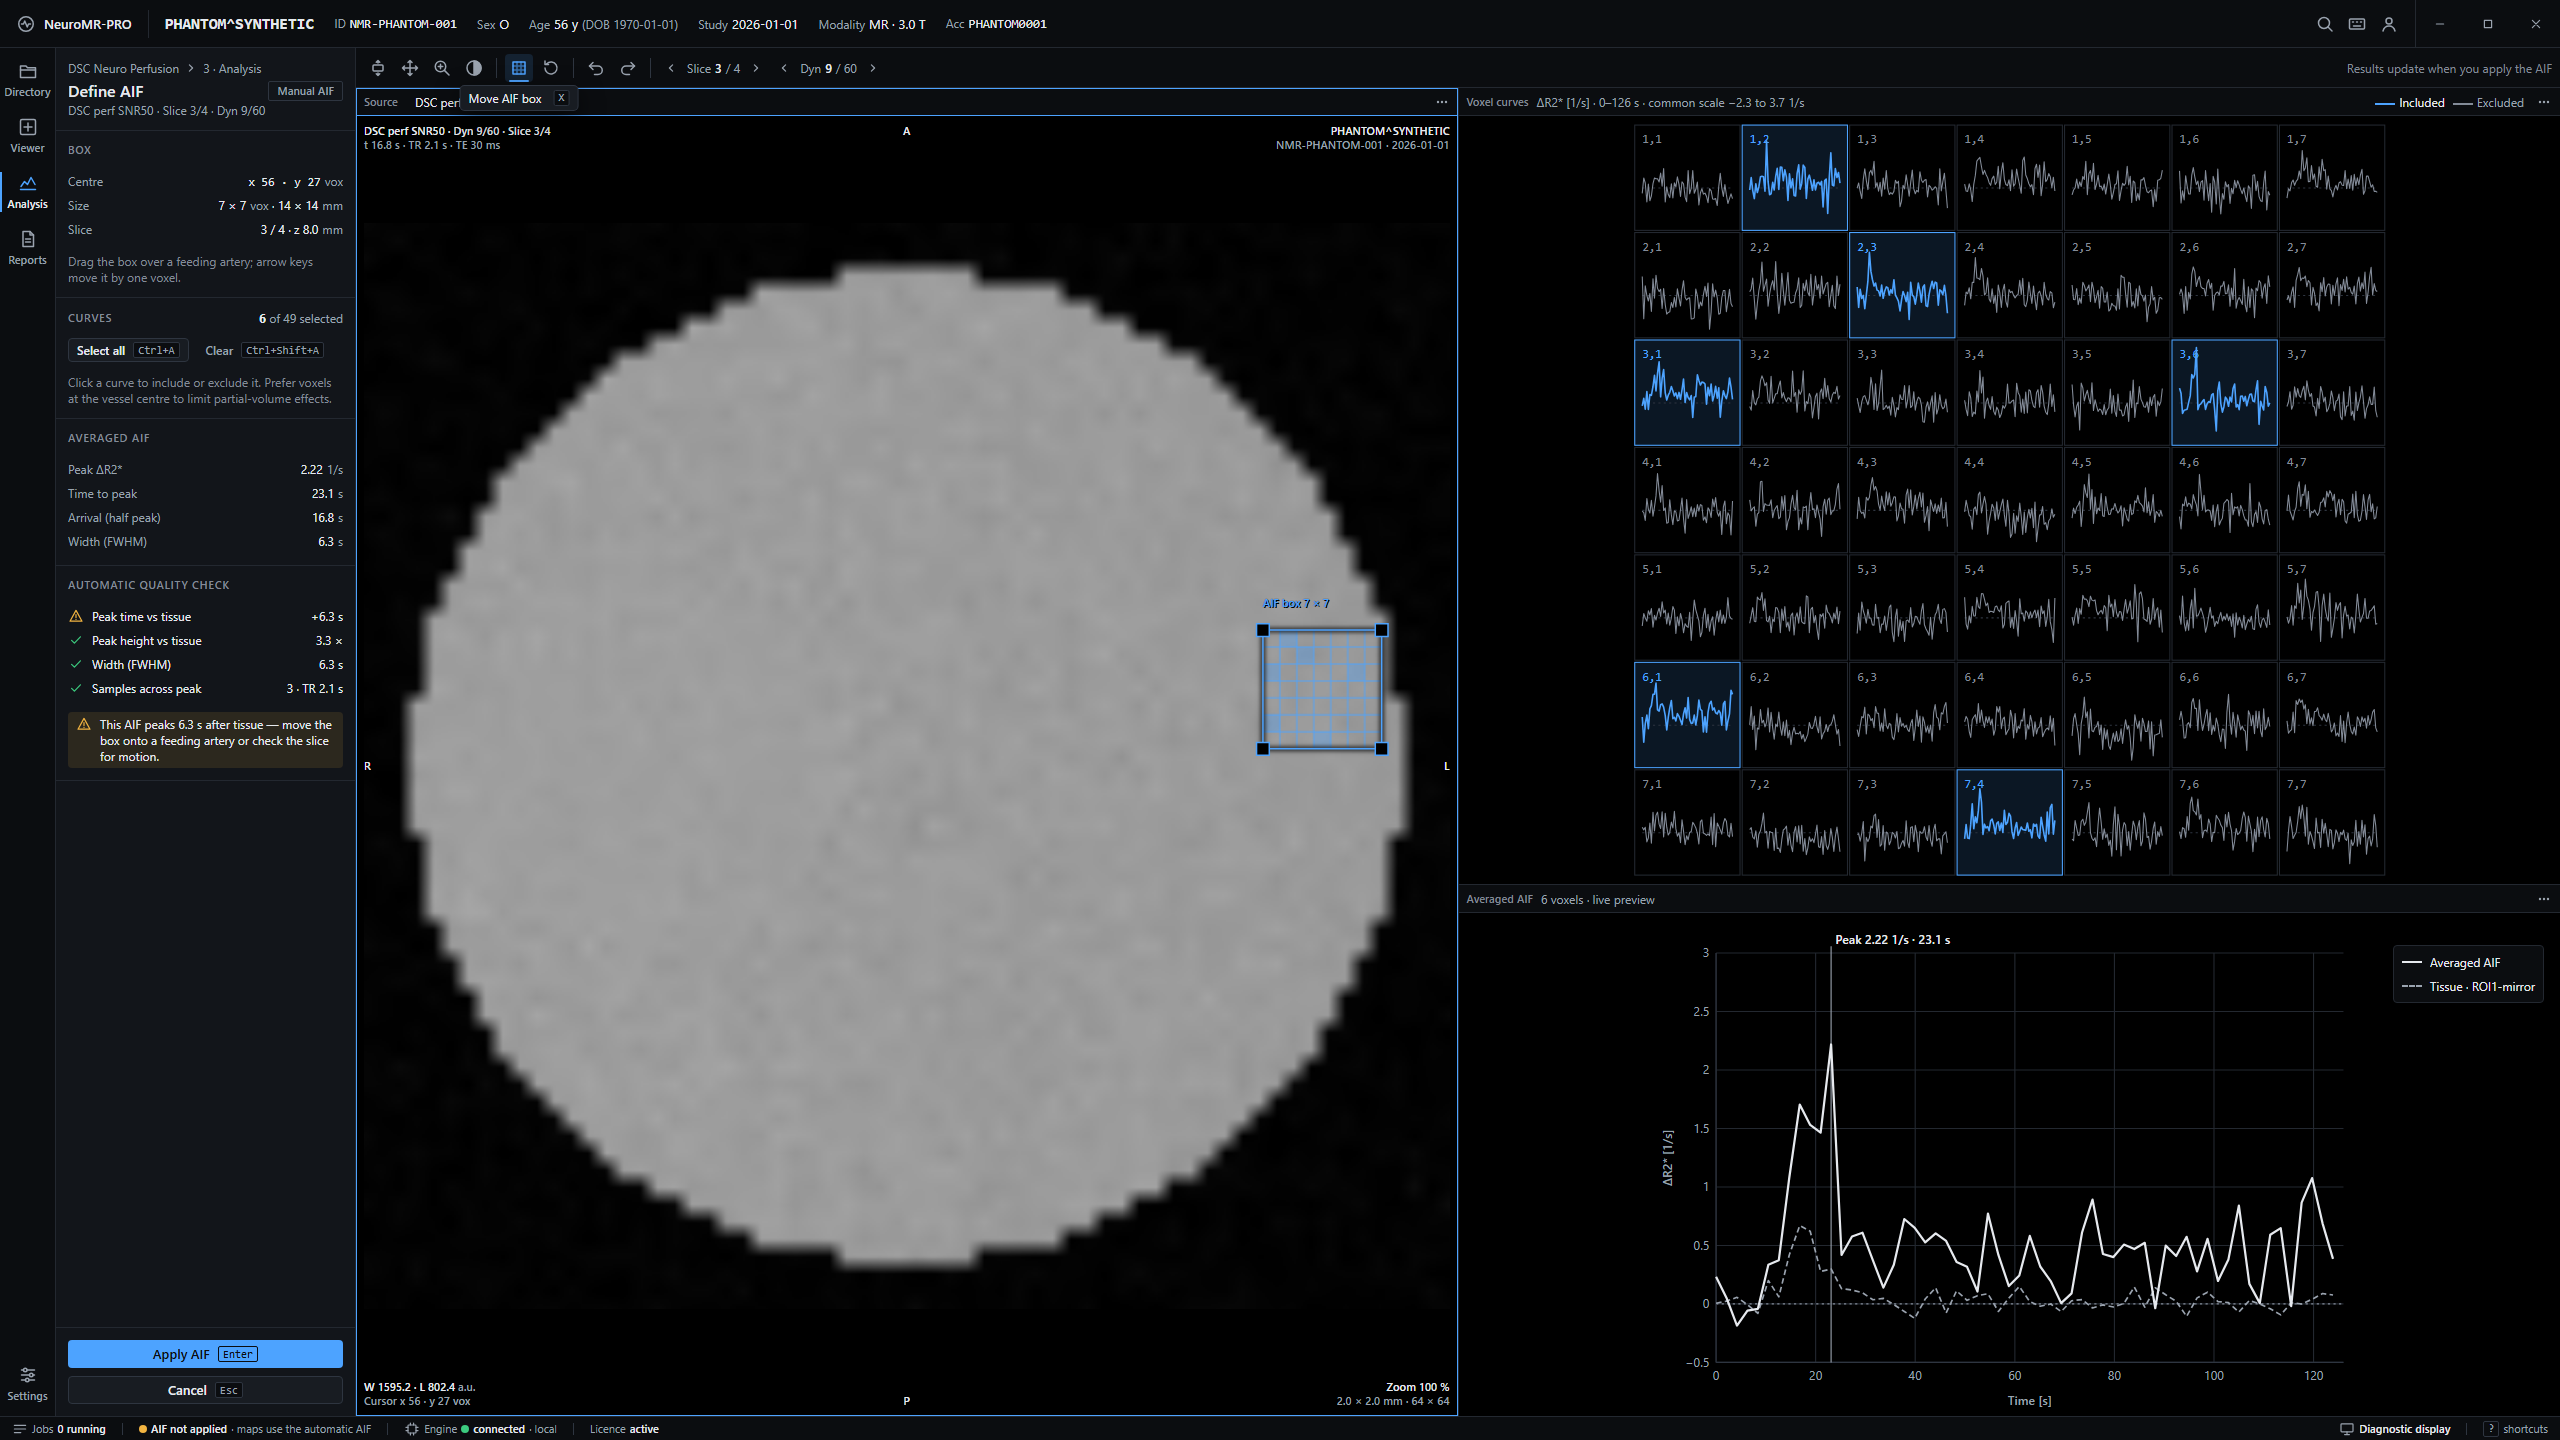 NeuroMR-PRO PHANTOM^SYNTHETIC ID NMR-PHANTOM-001 Sex O Age 56 y (DOB 1970-01-01) Study 2026-01-01 Modality MR · 3.0 T Acc PHANTOM0001
Directory
Viewer
Analysis
Reports
Settings
DSC Neuro Perfusion > 3 · Analysis
Define AIF Manual AIF
DSC perf SNR50 · Slice 3/4 · Dyn 9/60
BOX
Centre x 56 · y 27 vox
Size 7 × 7 vox · 14 × 14 mm
Slice 3 / 4 · z 8.0 mm
Drag the box over a feeding artery; arrow keys
move it by one voxel.
CURVES 6 of 49 selected
Select all Ctrl+A Clear Ctrl+Shift+A
Click a curve to include or exclude it. Prefer voxels
at the vessel centre to limit partial-volume effects.
AVERAGED AIF
Peak ΔR2* 2.22 1/s
Time to peak 23.1 s
Arrival (half peak) 16.8 s
Width (FWHM) 6.3 s
AUTOMATIC QUALITY CHECK
Peak time vs tissue +6.3 s
Peak height vs tissue 3.3 ×
Width (FWHM) 6.3 s
Samples across peak 3 · TR 2.1 s
This AIF peaks 6.3 s after tissue — move the
box onto a feeding artery or check the slice
for motion.
Apply AIF Enter
Cancel Esc
Slice 3 / 4 Dyn 9 / 60 Results update when you apply the AIF
Source DSC perf
Move AIF box X
DSC perf SNR50 · Dyn 9/60 · Slice 3/4 A PHANTOM^SYNTHETIC
t 16.8 s · TR 2.1 s · TE 30 ms NMR-PHANTOM-001 · 2026-01-01
AIF box 7 × 7
R L
W 1595.2 · L 802.4 a.u. Zoom 100 %
Cursor x 56 · y 27 vox P 2.0 × 2.0 mm · 64 × 64
Voxel curves ΔR2* [1/s] · 0–126 s · common scale −2.3 to 3.7 1/s Included Excluded
1,1 1,2 1,3 1,4 1,5 1,6 1,7
2,1 2,2 2,3 2,4 2,5 2,6 2,7
3,1 3,2 3,3 3,4 3,5 3,6 3,7
4,1 4,2 4,3 4,4 4,5 4,6 4,7
5,1 5,2 5,3 5,4 5,5 5,6 5,7
6,1 6,2 6,3 6,4 6,5 6,6 6,7
7,1 7,2 7,3 7,4 7,5 7,6 7,7
Averaged AIF 6 voxels · live preview
Peak 2.22 1/s · 23.1 s
Averaged AIF
Tissue · ROI1-mirror
3
2.5
2
1.5
1
0.5
0
−0.5
ΔR2* [1/s]
0 20 40 60 80 100 120
Time [s]
Jobs 0 running AIF not applied · maps use the automatic AIF Engine connected · local Licence active Diagnostic display ? shortcuts